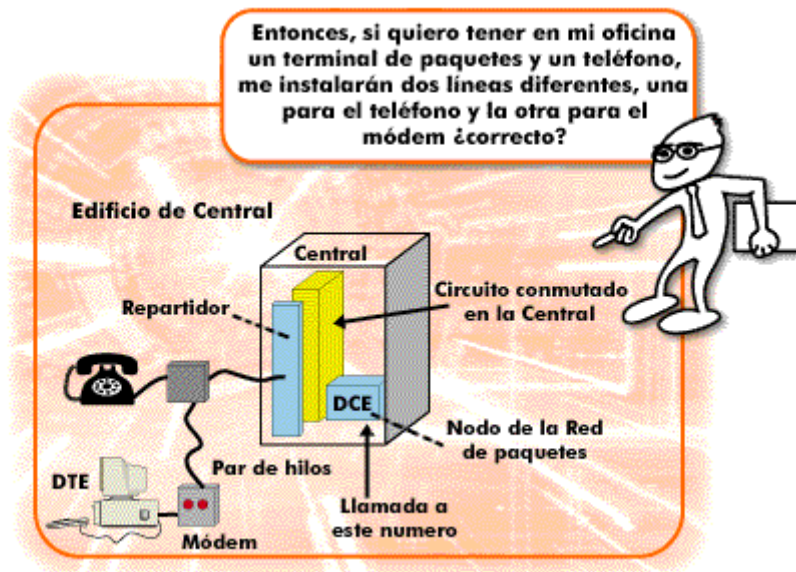 Entonces, si quiero tener en mi oficina
un terminal de paquetes y un teléfono,
me instalarán dos líneas diferentes, una
para el teléfono y la otra para el
módem ¿correcto?
Edificio de Central
Central
Repartidor
Circuito conmutado
en la Central
DCE
Nodo de la Red
de paquetes
Par de hilos
DTE
Llamada a
este numero
Módem